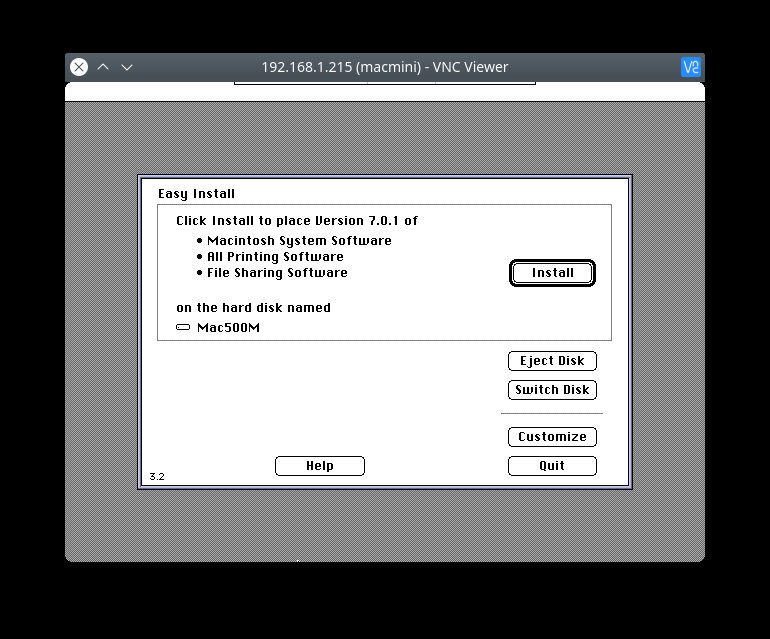 192.168.1.215 (macmini) - VNC Viewer
Easy Install
Click Install to place Version 7.0.1 of
• Macintosh System Software
• All Printing Software
• File Sharing Software
Install
on the hard disk named
Mac500M
Eject Disk
Switch Disk
Customize
Help
Quit
3.2